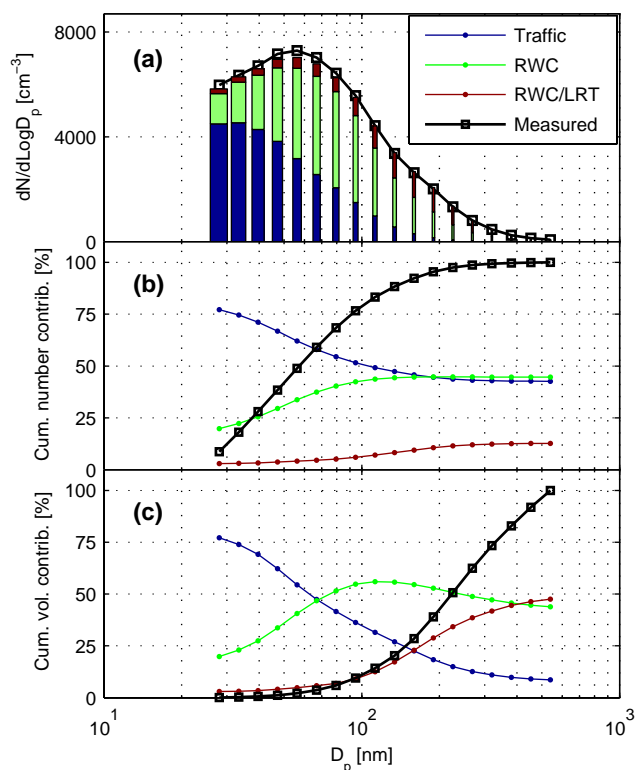 8000
4000
0
dN/dLogD_p [cm^-3]
(a)
Traffic
RWC
RWC/LRT
Measured
100
75
50
25
0
Cum. number contrib. [%]
(b)
100
75
50
25
0
Cum. vol. contrib. [%]
(c)
10^1
10^2
10^3
D_p [nm]